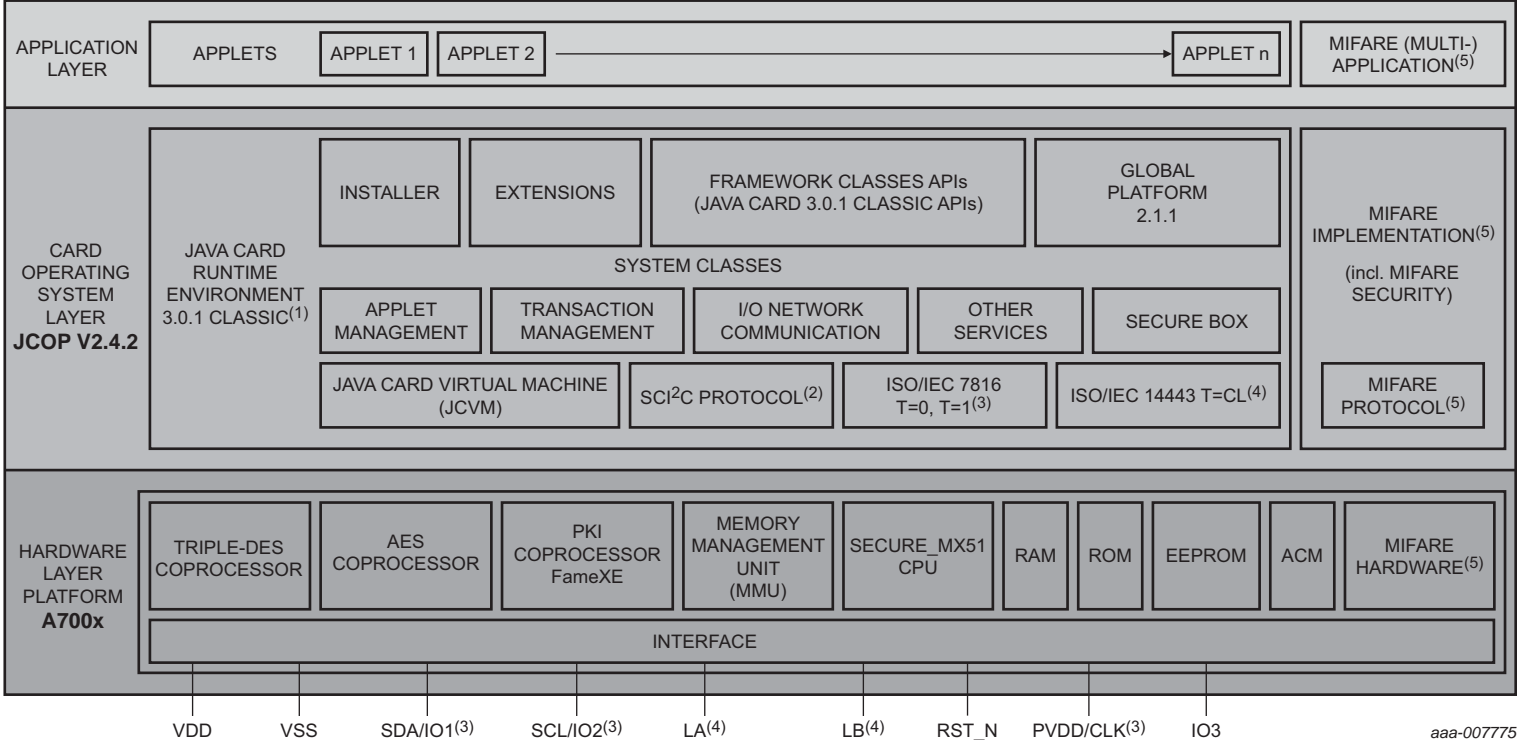 APPLICATION
LAYER
APPLETS
APPLET 1
APPLET 2
APPLET n
MIFARE (MULTI-)
APPLICATION(5)
CARD
OPERATING
SYSTEM
LAYER
JCOP V2.4.2
JAVA CARD
RUNTIME
ENVIRONMENT
3.0.1 CLASSIC(1)
INSTALLER
EXTENSIONS
FRAMEWORK CLASSES APIs
(JAVA CARD 3.0.1 CLASSIC APIs)
GLOBAL
PLATFORM
2.1.1
SYSTEM CLASSES
APPLET
MANAGEMENT
TRANSACTION
MANAGEMENT
I/O NETWORK
COMMUNICATION
OTHER
SERVICES
SECURE BOX
JAVA CARD VIRTUAL MACHINE
(JCVM)
SCI²C PROTOCOL(2)
ISO/IEC 7816
T=0, T=1(3)
ISO/IEC 14443 T=CL(4)
MIFARE
IMPLEMENTATION(5)
(incl. MIFARE
SECURITY)
MIFARE
PROTOCOL(5)
HARDWARE
LAYER
PLATFORM
A700x
TRIPLE-DES
COPROCESSOR
AES
COPROCESSOR
PKI
COPROCESSOR
FameXE
MEMORY
MANAGEMENT
UNIT
(MMU)
SECURE_MX51
CPU
RAM
ROM
EEPROM
ACM
MIFARE
HARDWARE(5)
INTERFACE
VDD
VSS
SDA/IO1(3)
SCL/IO2(3)
LA(4)
LB(4)
RST_N
PVDD/CLK(3)
IO3
aaa-007775